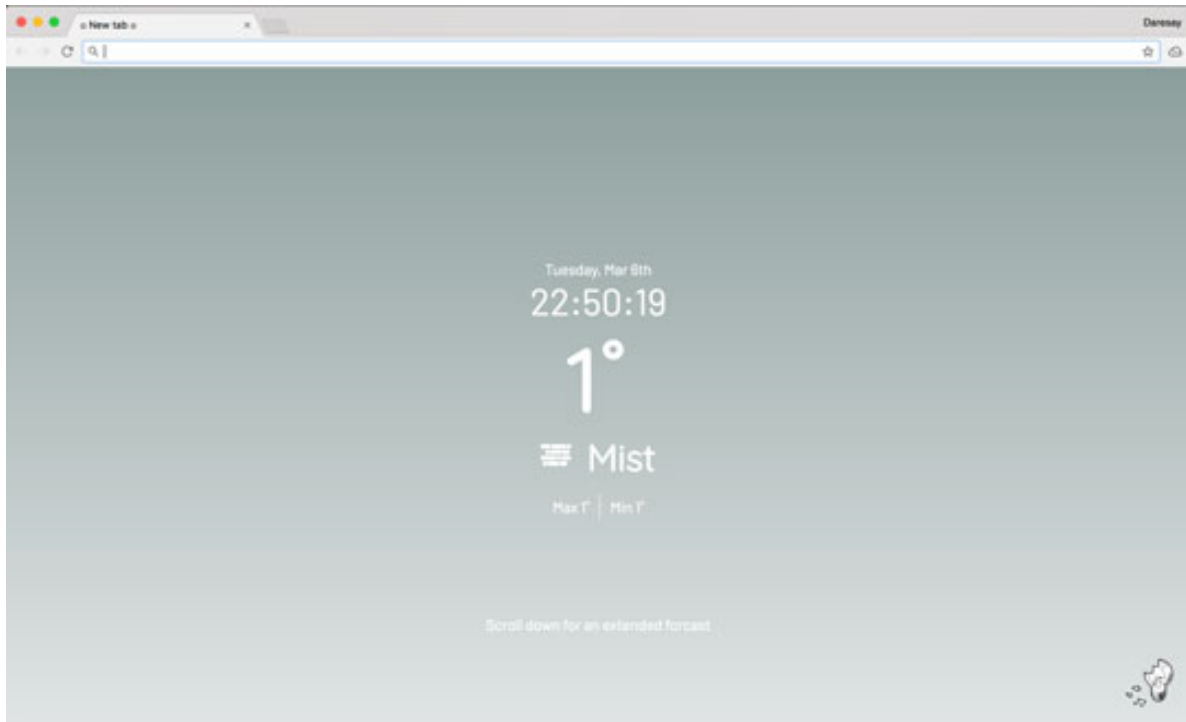 New tab
Daresay
Tuesday, Mar 6th
22:50:19
1°
Mist
Max 1° Min 1°
Scroll down for an extended forcast